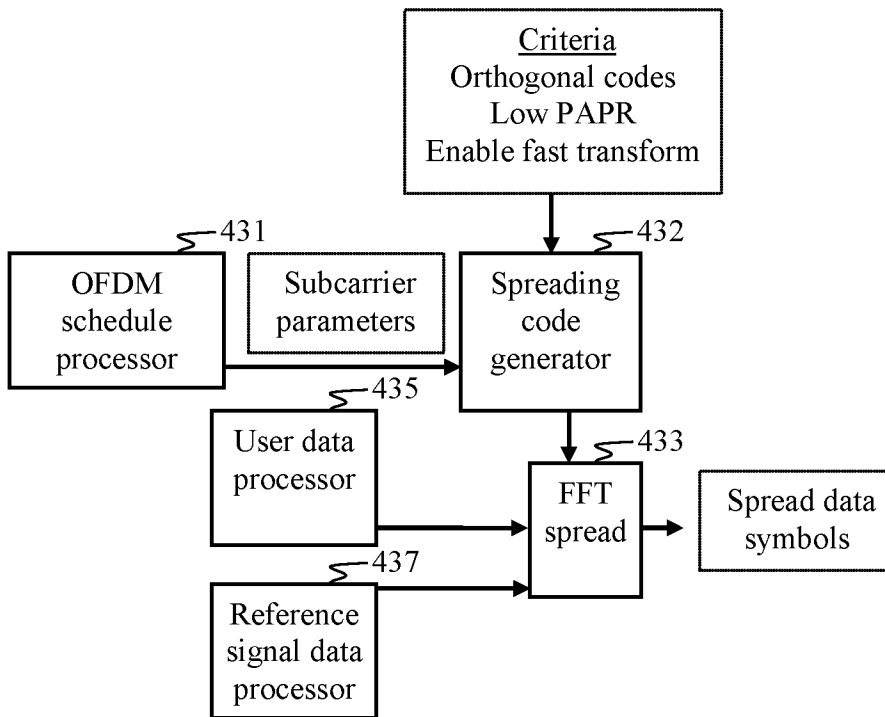 Criteria
Orthogonal codes
Low PAPR
Enable fast transform
431
432
OFDM
schedule
processor
Subcarrier
parameters
Spreading
code
generator
435
433
User data
processor
FFT
spread
Spread data
symbols
437
Reference
signal data
processor